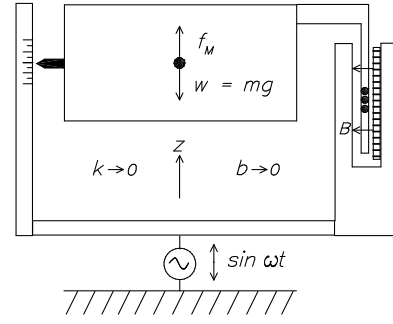 f_M
w = mg
B
z
k→0
b→0
sin ωt